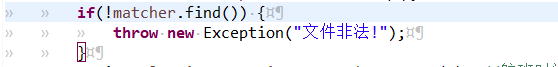 if(!matcher.find()) {
throw new Exception("文件非法!");
}